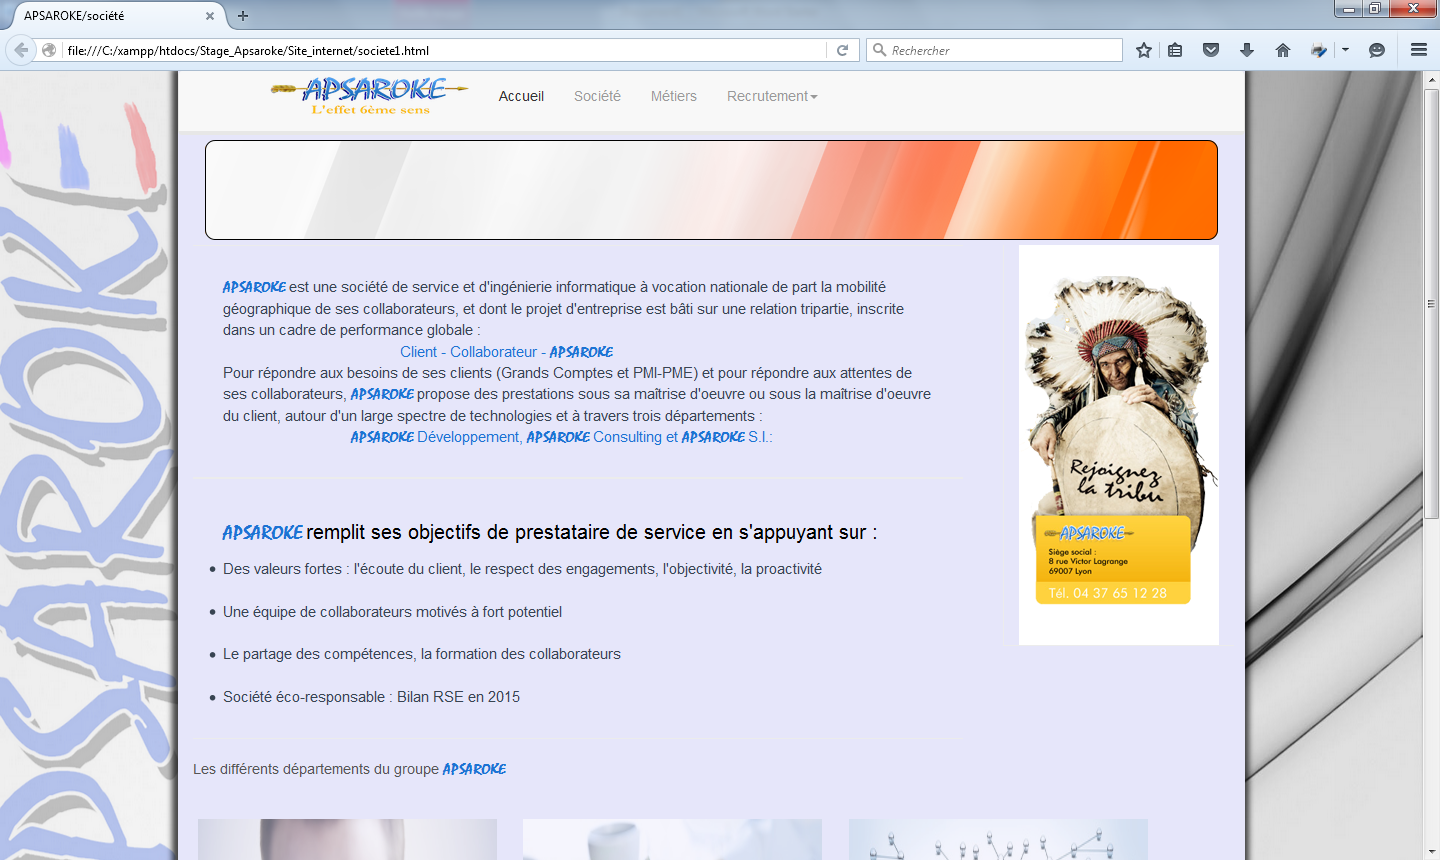 APSAROKE/société
file:///C:/xampp/htdocs/Stage_Apsaroke/Site_internet/societe1.html
Rechercher
APSAROKE
L'effet 6ème sens
Accueil
Société
Métiers
Recrutement
APSAROKE est une société de service et d'ingénierie informatique à vocation nationale de part la mobilité
géographique de ses collaborateurs, et dont le projet d'entreprise est bâti sur une relation tripartie, inscrite
dans un cadre de performance globale :
Client - Collaborateur - APSAROKE
Pour répondre aux besoins de ses clients (Grands Comptes et PMI-PME) et pour répondre aux attentes de
ses collaborateurs, APSAROKE propose des prestations sous sa maîtrise d'oeuvre ou sous la maîtrise d'oeuvre
du client, autour d'un large spectre de technologies et à travers trois départements :
APSAROKE Développement, APSAROKE Consulting et APSAROKE S.I.:
APSAROKE remplit ses objectifs de prestataire de service en s'appuyant sur :
• Des valeurs fortes : l'écoute du client, le respect des engagements, l'objectivité, la proactivité
• Une équipe de collaborateurs motivés à fort potentiel
• Le partage des compétences, la formation des collaborateurs
• Société éco-responsable : Bilan RSE en 2015
Les différents départements du groupe APSAROKE
Rejoignez
la tribu
APSAROKE
Siège social :
8 rue Victor Lagrange
69007 Lyon
Tél. 04 37 65 12 28
APSAROKE